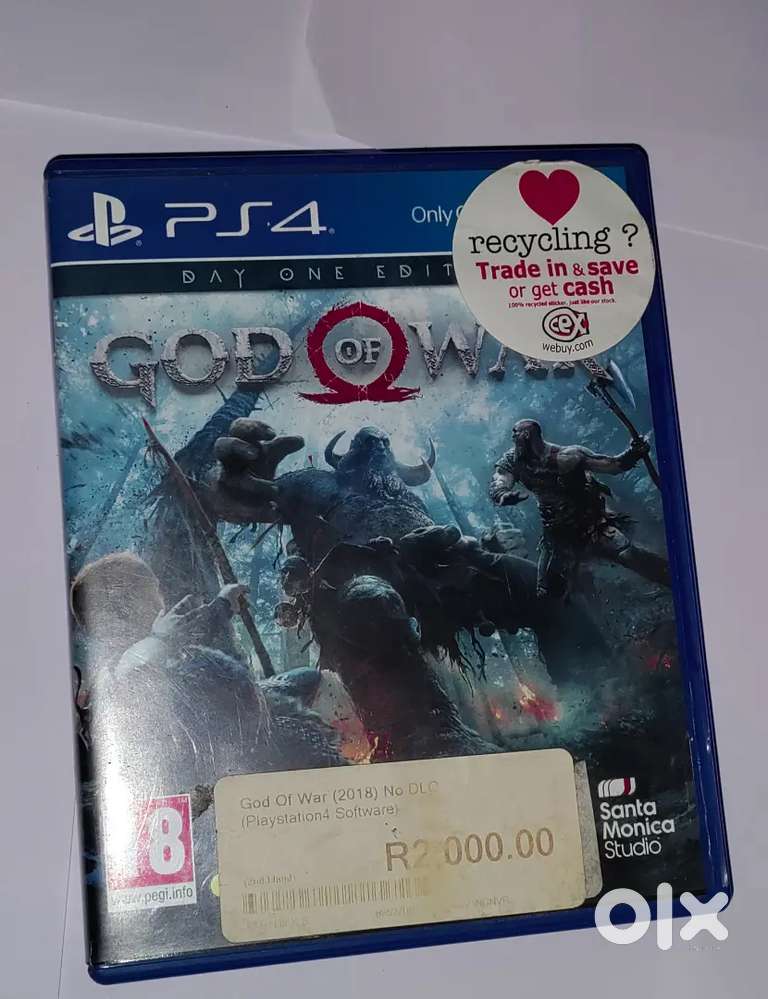 PS4
Only
recycling ?
Trade in & save
or get cash
100% recycled sticker, just like our stock.
cex
webuy.com
DAY ONE EDIT
GOD OF WAR
God Of War (2018) No DLC
(Playstation4 Software)
R2 000.00
18
www.pegi.info
Santa
Monica
Studio
olx